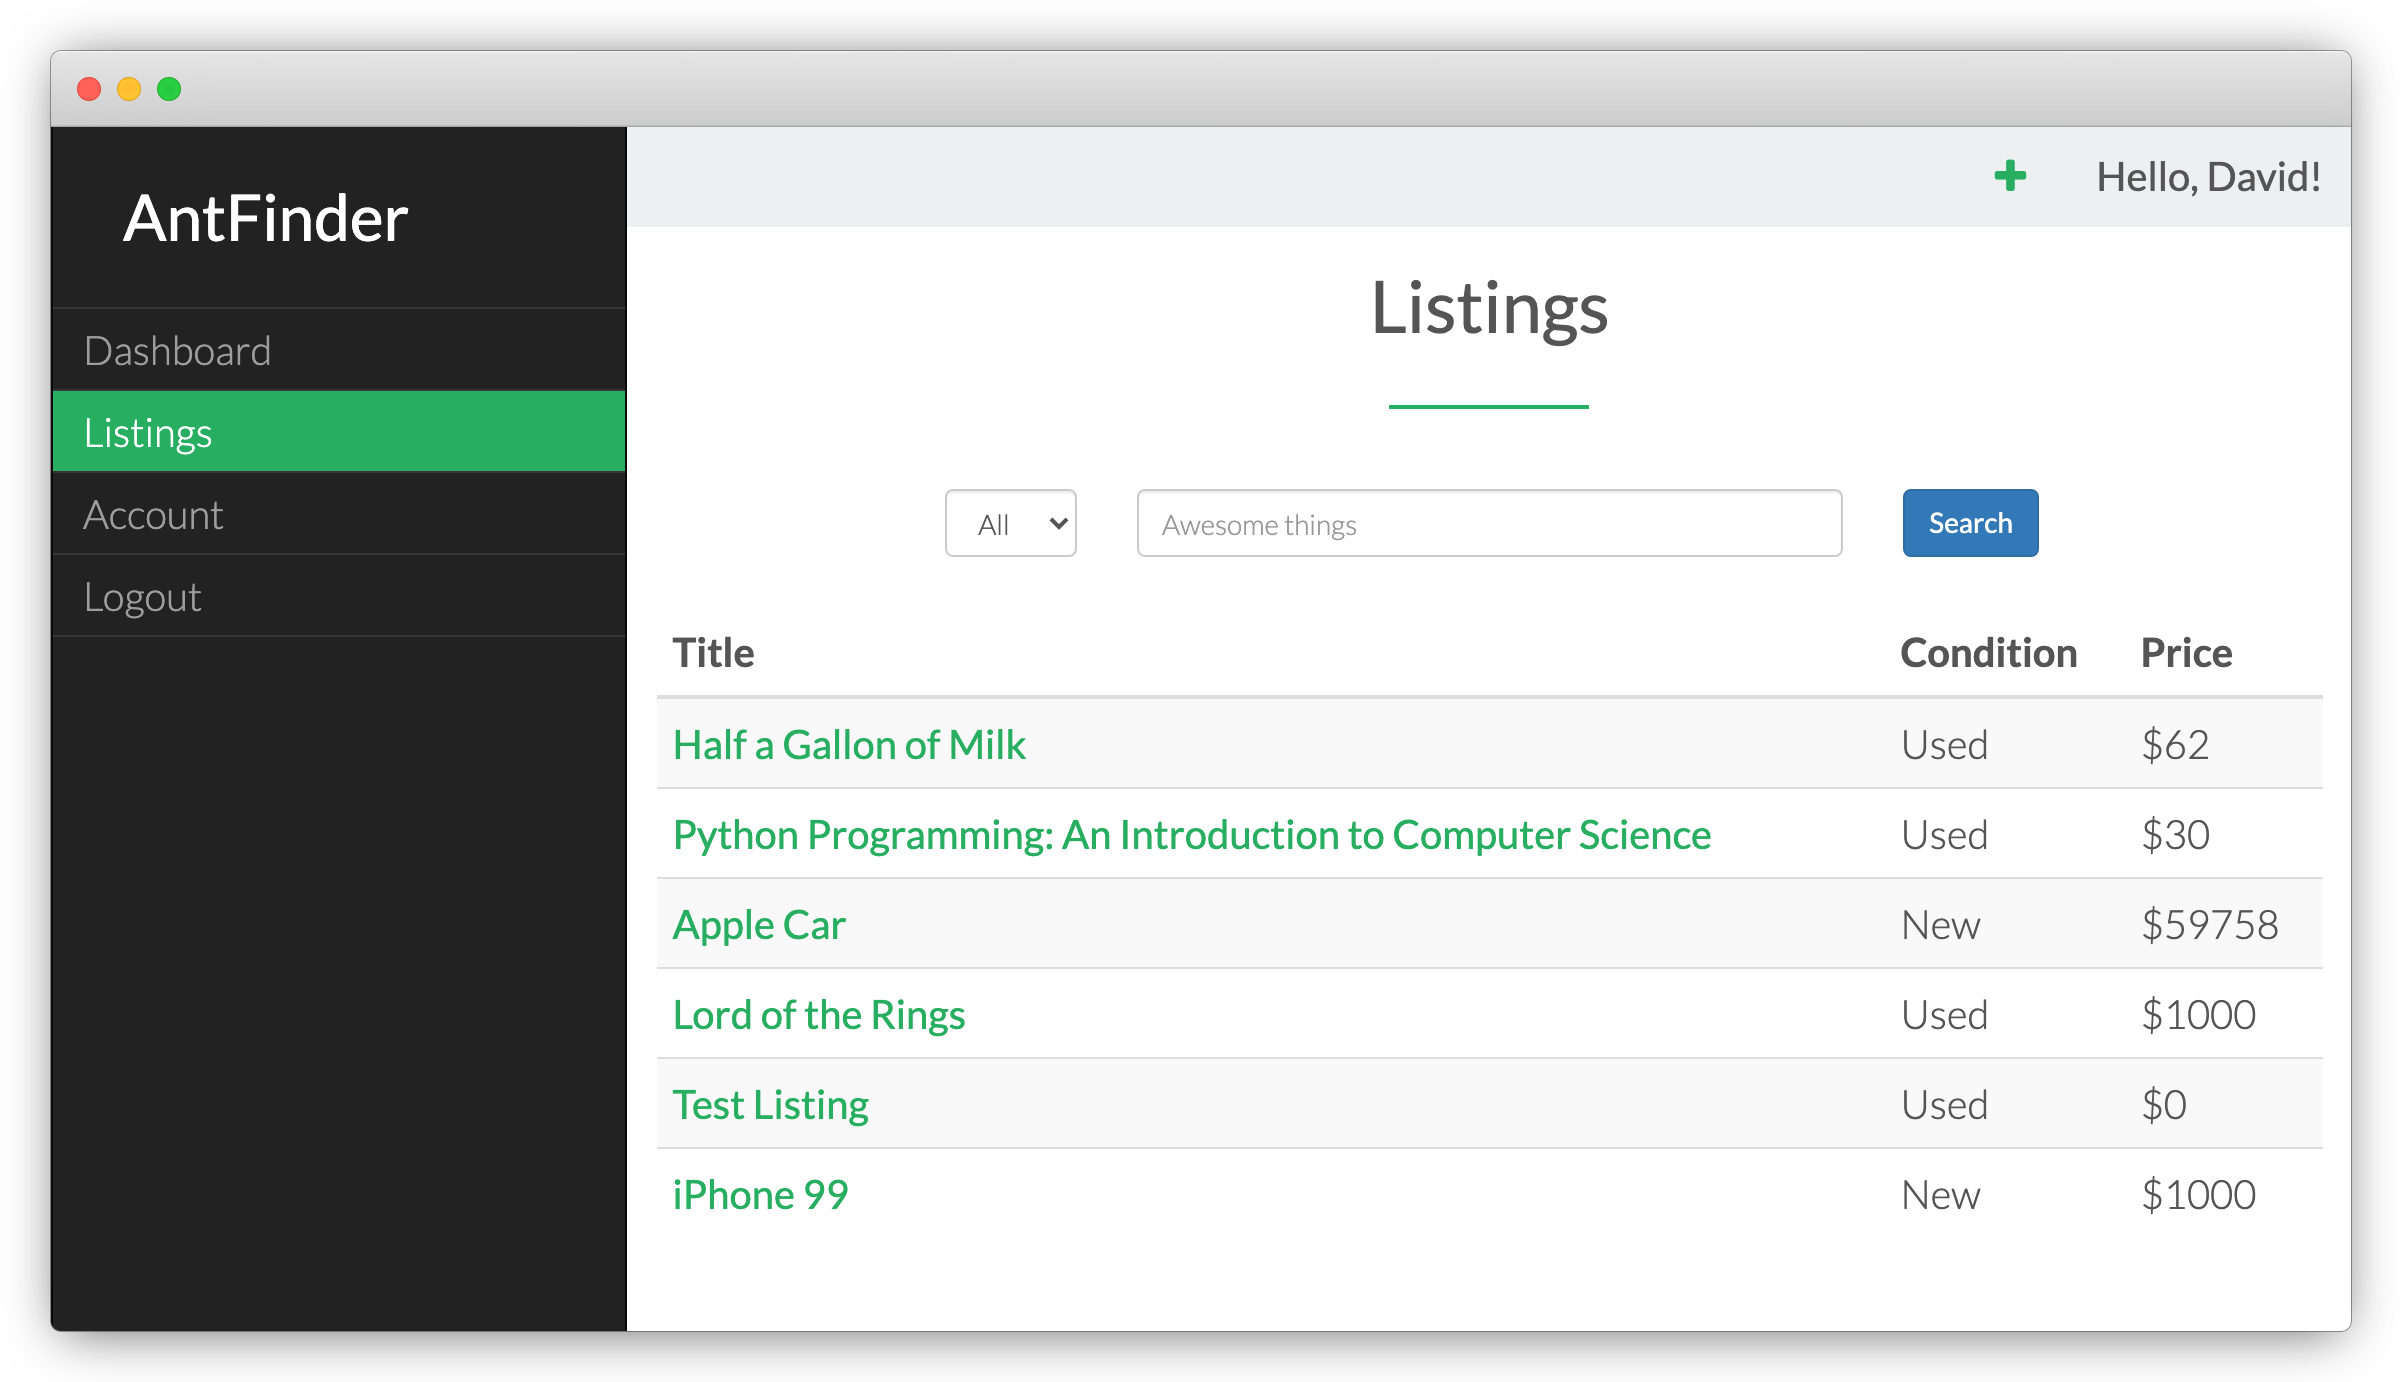 AntFinder
Dashboard
Listings
Account
Logout
Hello, David!
Listings
All
Awesome things
Search
Title Condition Price
Half a Gallon of Milk Used $62
Python Programming: An Introduction to Computer Science Used $30
Apple Car New $59758
Lord of the Rings Used $1000
Test Listing Used $0
iPhone 99 New $1000